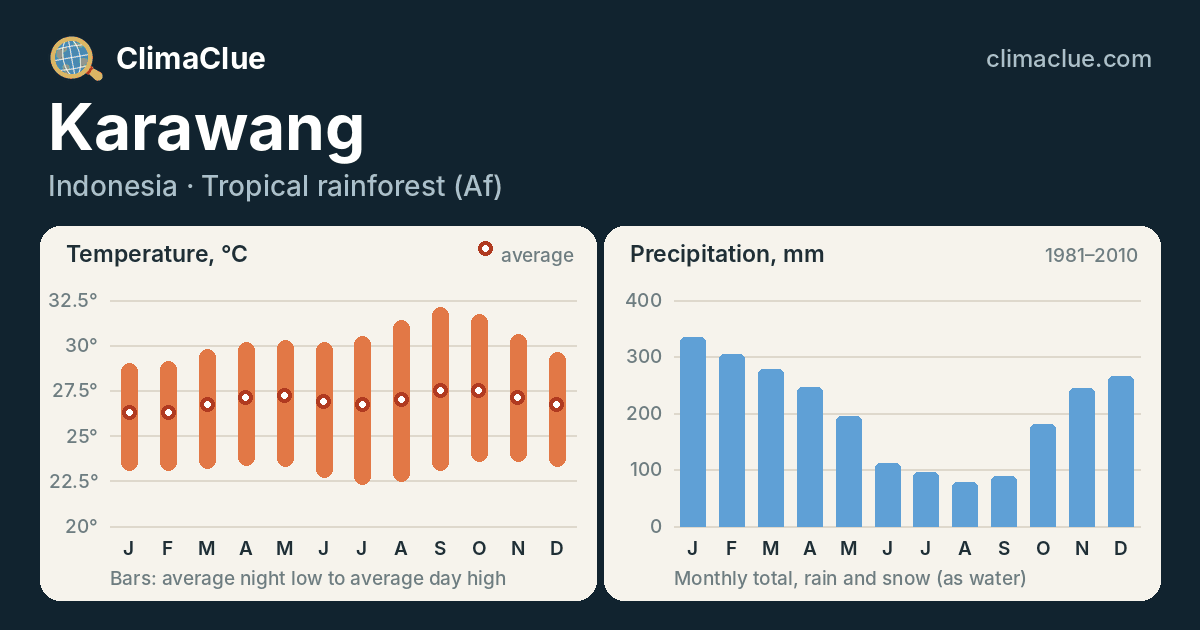 ClimaClue
climaclue.com
Karawang
Indonesia · Tropical rainforest (Af)
Temperature, °C
average
32.5°
30°
27.5°
25°
22.5°
20°
J F M A M J J A S O N D
Bars: average night low to average day high
Precipitation, mm
1981–2010
400
300
200
100
0
J F M A M J J A S O N D
Monthly total, rain and snow (as water)